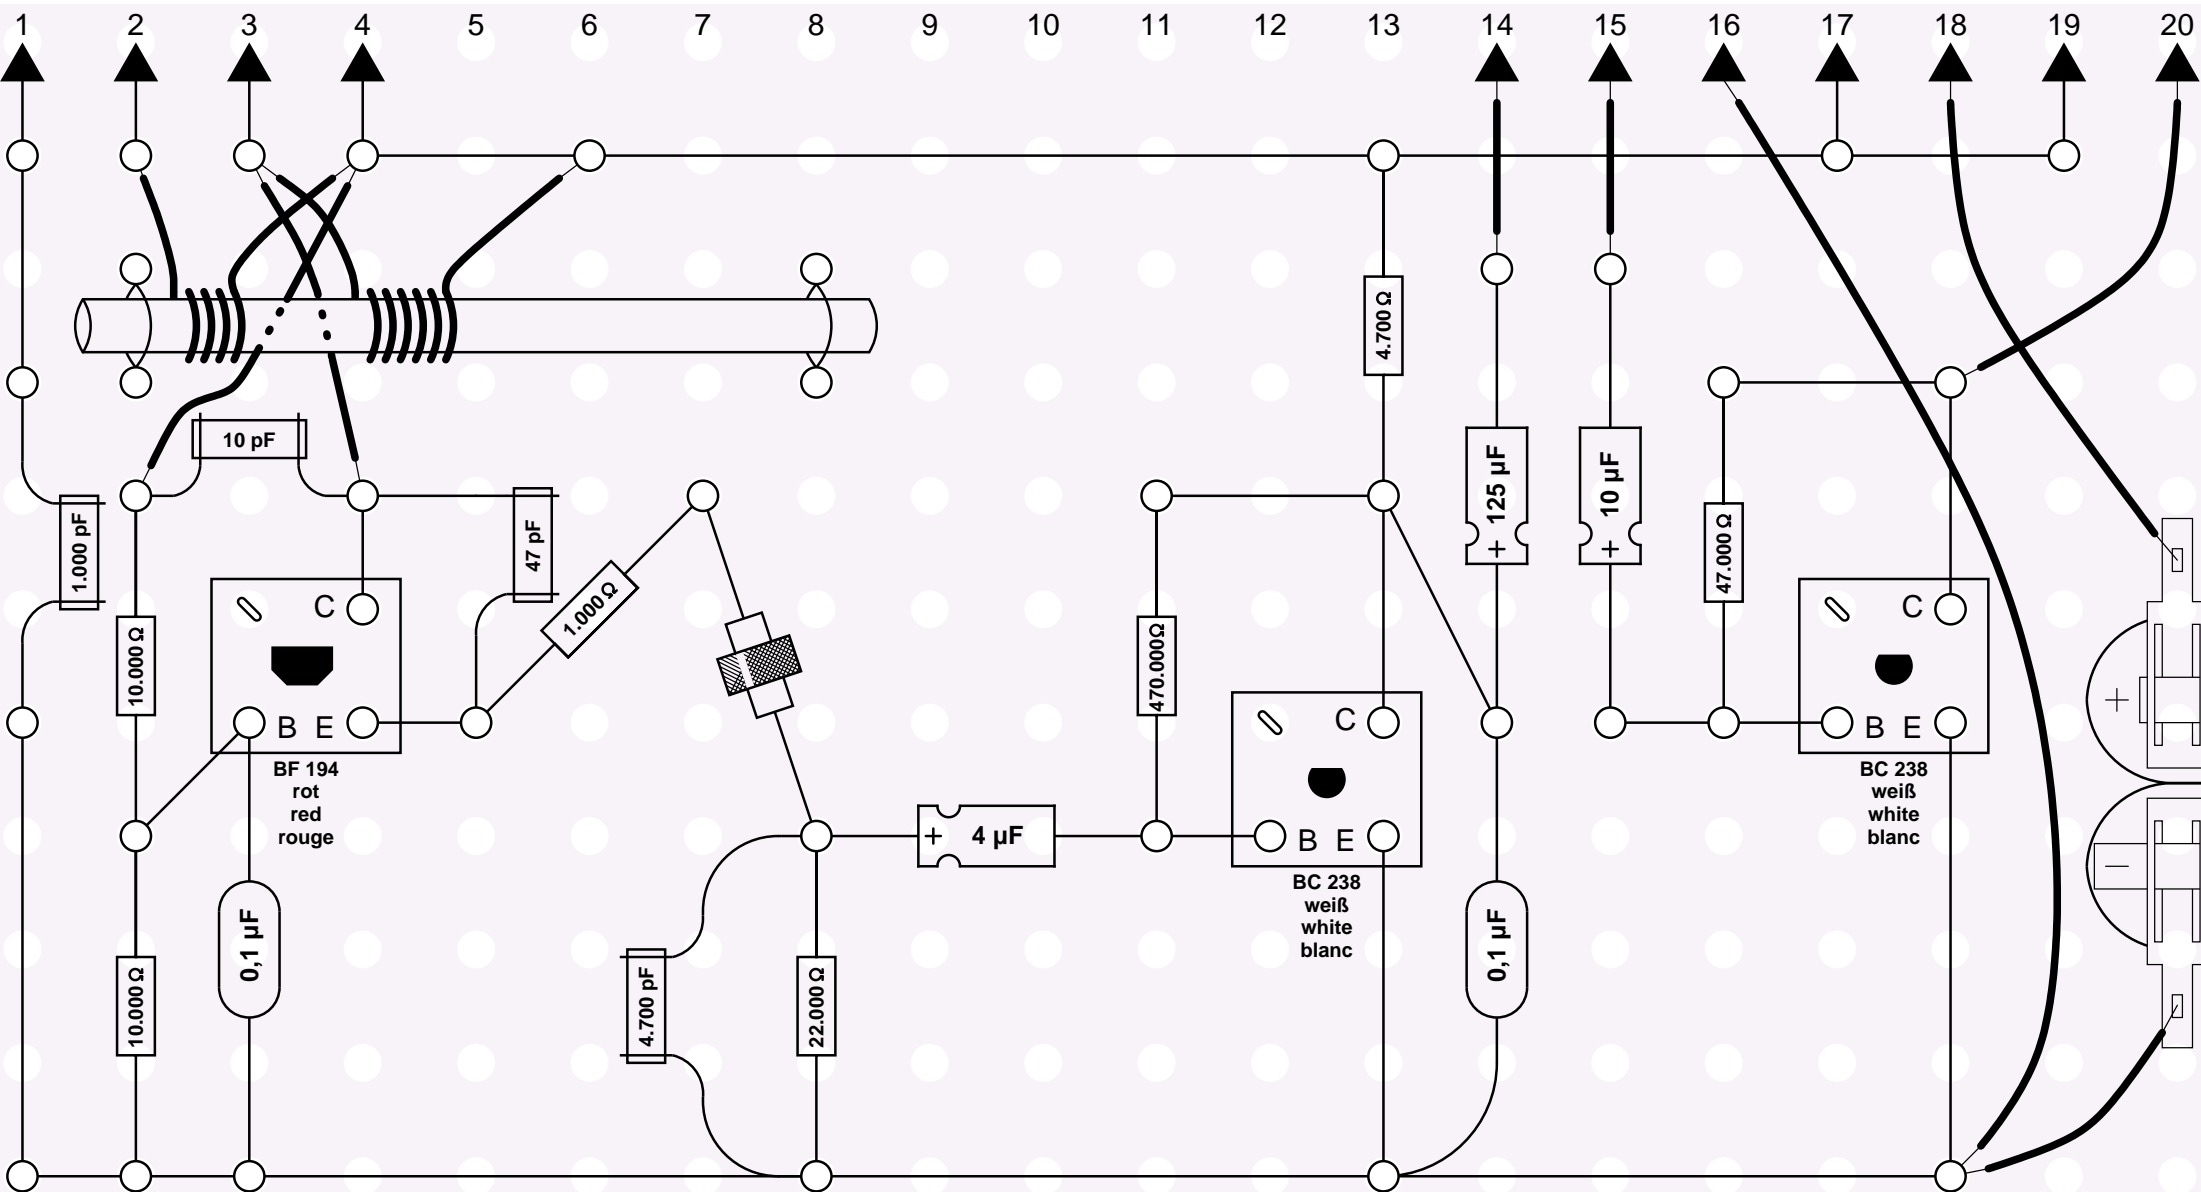 1 2 3 4 5 6 7 8 9 10 11 12 13 14 15 16 17 18 19 20
4.700 Ω
10 pF
125 µF
+
10 µF
+
1.000 pF
47 pF
47.000 Ω
1.000 Ω
10.000 Ω
C
B E
BF 194
rot
red
rouge
470.000Ω
C
B E
BC 238
weiß
white
blanc
C
B E
BC 238
weiß
white
blanc
+
−
+ 4 µF
10.000 Ω
0,1 µF
4.700 pF
22.000 Ω
0,1 µF